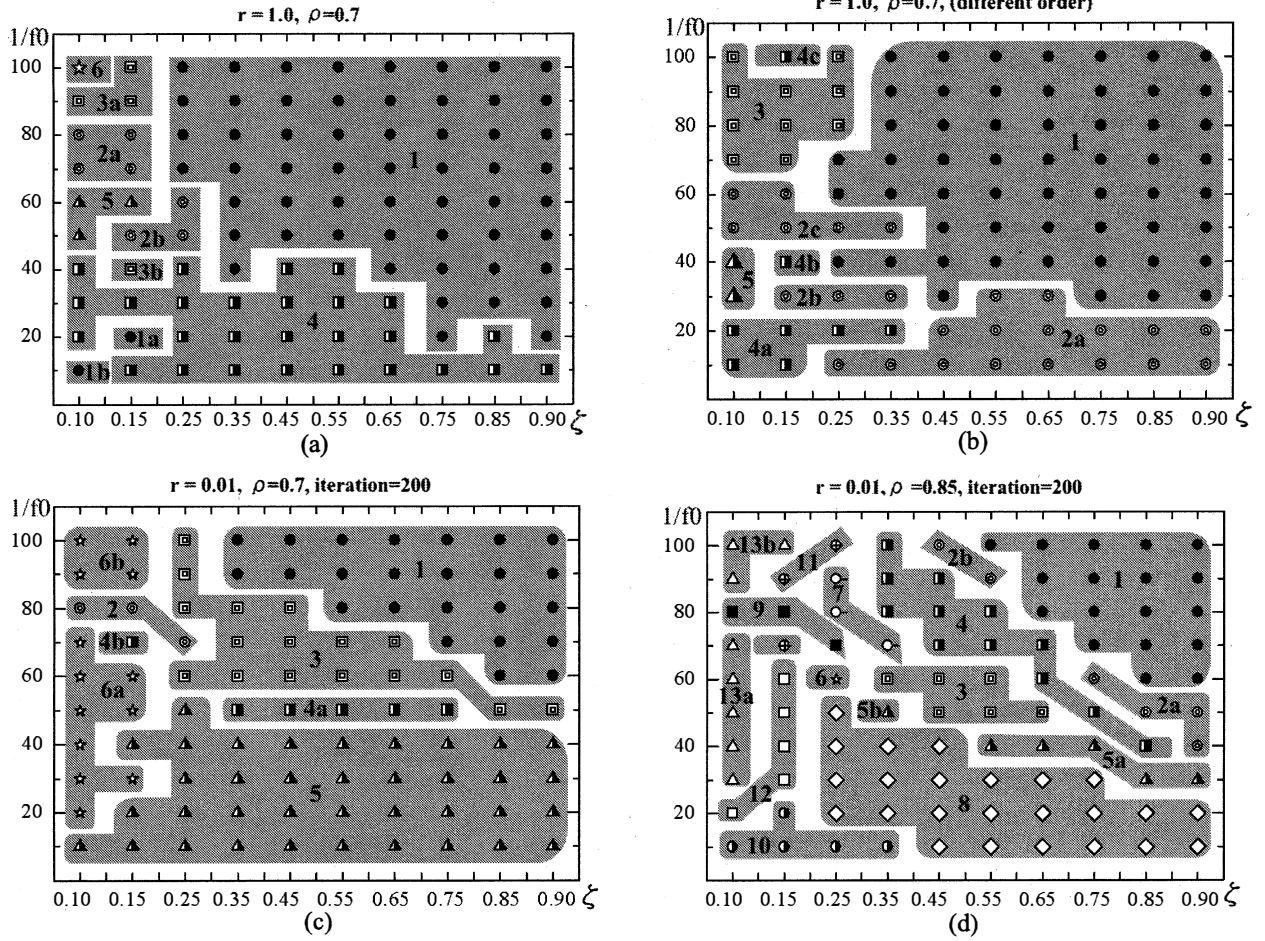 r = 1.0, ρ=0.7
1/f0
100
80
60
40
20
6
3a
2a
5
2b
3b
1a
1b
1
4
0.10 0.15 0.25 0.35 0.45 0.55 0.65 0.75 0.85 0.90 ζ
(a)
r = 1.0, ρ=0.7, (different order)
1/f0
100
80
60
40
20
4c
3
1
2c
4b
5
2b
4a
2a
0.10 0.15 0.25 0.35 0.45 0.55 0.65 0.75 0.85 0.90 ζ
(b)
r = 0.01, ρ=0.7, iteration=200
1/f0
100
80
60
40
20
6b
1
2
4b
3
6a
4a
5
0.10 0.15 0.25 0.35 0.45 0.55 0.65 0.75 0.85 0.90 ζ
(c)
r = 0.01, ρ=0.85, iteration=200
1/f0
100
80
60
40
20
13b
11
2b
7
1
9
4
6
3
13a
5b
2a
5a
12
8
10
0.10 0.15 0.25 0.35 0.45 0.55 0.65 0.75 0.85 0.90 ζ
(d)